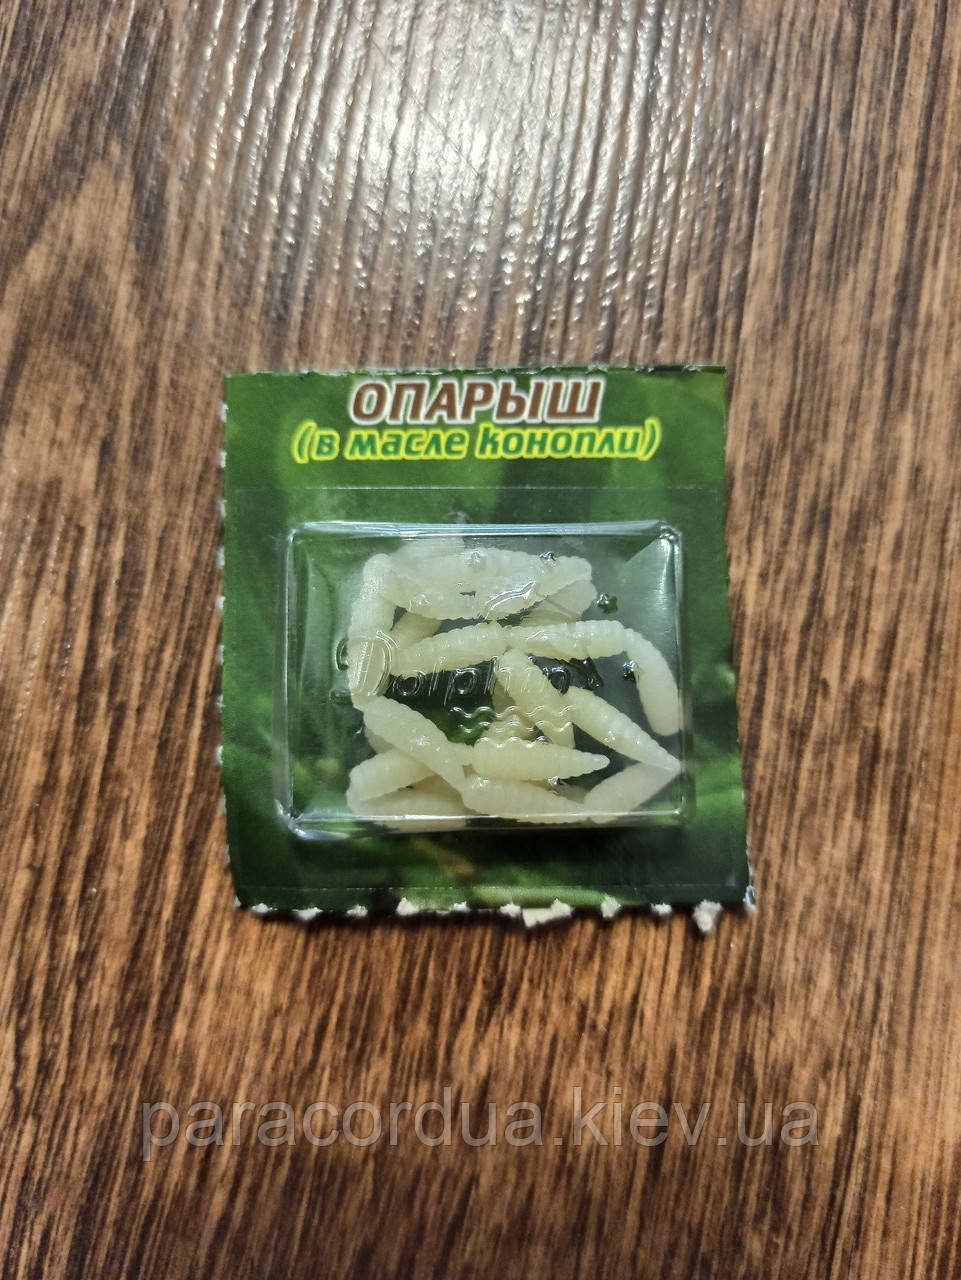 ОПАРЫШ
(в масле конопли)
Dolphin
paracordua.kiev.ua